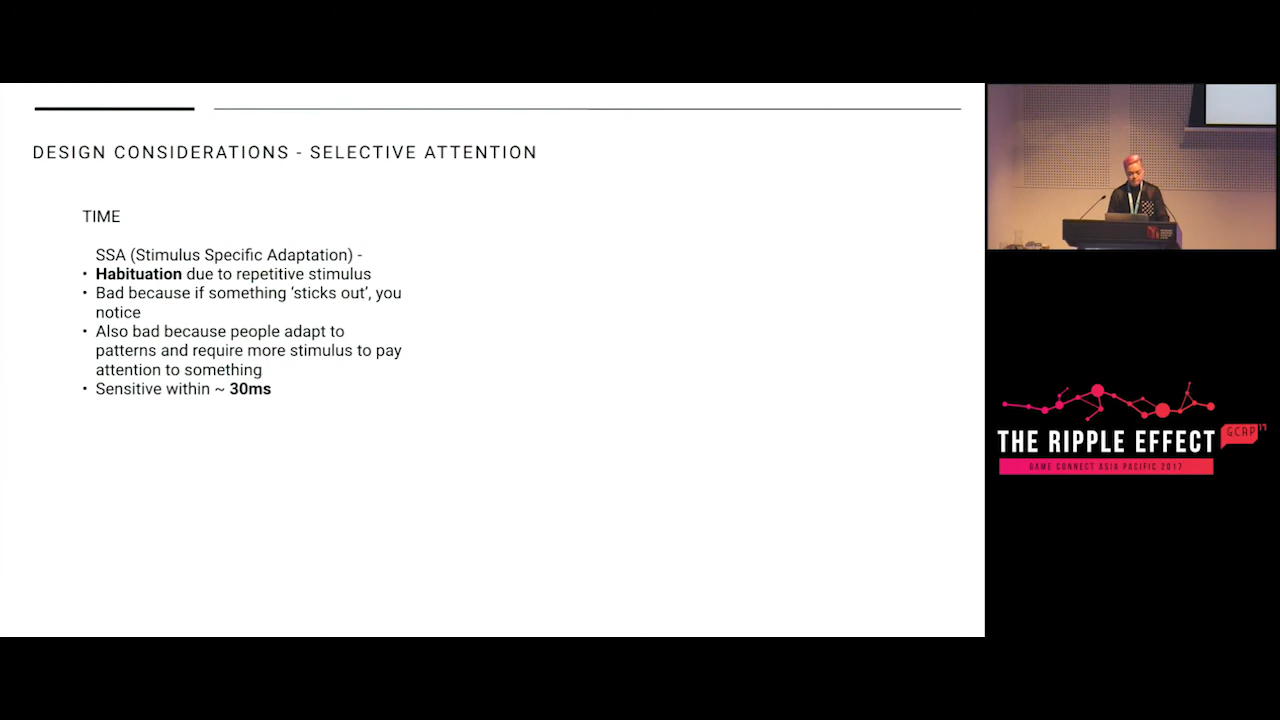 DESIGN CONSIDERATIONS - SELECTIVE ATTENTION
TIME
SSA (Stimulus Specific Adaptation) -
• Habituation due to repetitive stimulus
• Bad because if something ‘sticks out’, you
notice
• Also bad because people adapt to
patterns and require more stimulus to pay
attention to something
• Sensitive within ~ 30ms
THE RIPPLE EFFECT
GCAP 17
GAME CONNECT ASIA PACIFIC 2017